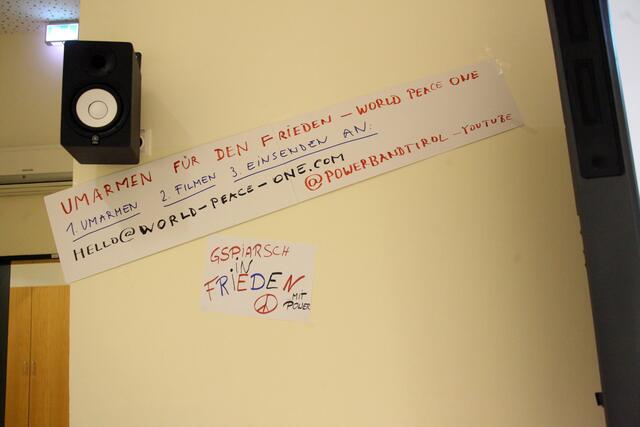 UMARMEN FÜR DEN FRIEDEN – WORLD PEACE ONE
1. UMARMEN 2. FILMEN 3. EINSENDEN AN:
HELLO@WORLD-PEACE-ONE.COM
@POWERBANDTIROL – YOUTUBE
GSPIARSCH
IN
FRIEDEN
MIT
POWER